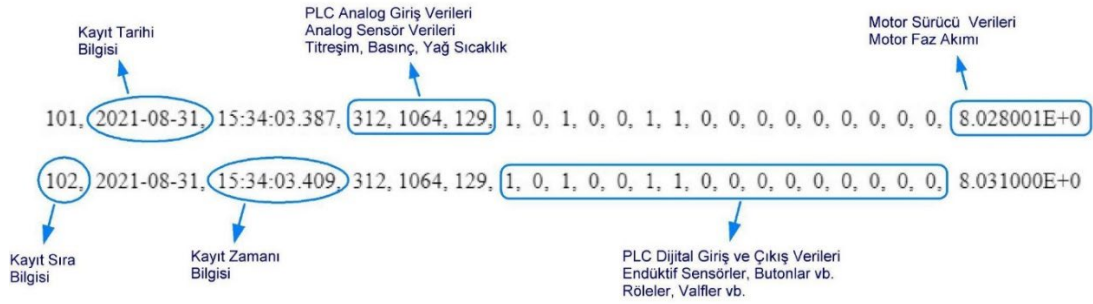 Kayıt Tarihi
Bilgisi
PLC Analog Giriş Verileri
Analog Sensör Verileri
Titreşim, Basınç, Yağ Sıcaklık
Motor Sürücü Verileri
Motor Faz Akımı
101, 2021-08-31, 15:34:03.387, 312, 1064, 129, 1, 0, 1, 0, 0, 1, 1, 0, 0, 0, 0, 0, 0, 0, 0, 0, 8.028001E+0
102, 2021-08-31, 15:34:03.409, 312, 1064, 129, 1, 0, 1, 0, 0, 1, 1, 0, 0, 0, 0, 0, 0, 0, 0, 0, 8.031000E+0
Kayıt Sıra
Bilgisi
Kayıt Zamanı
Bilgisi
PLC Dijital Giriş ve Çıkış Verileri
Endüktif Sensörler, Butonlar vb.
Röleler, Valfler vb.